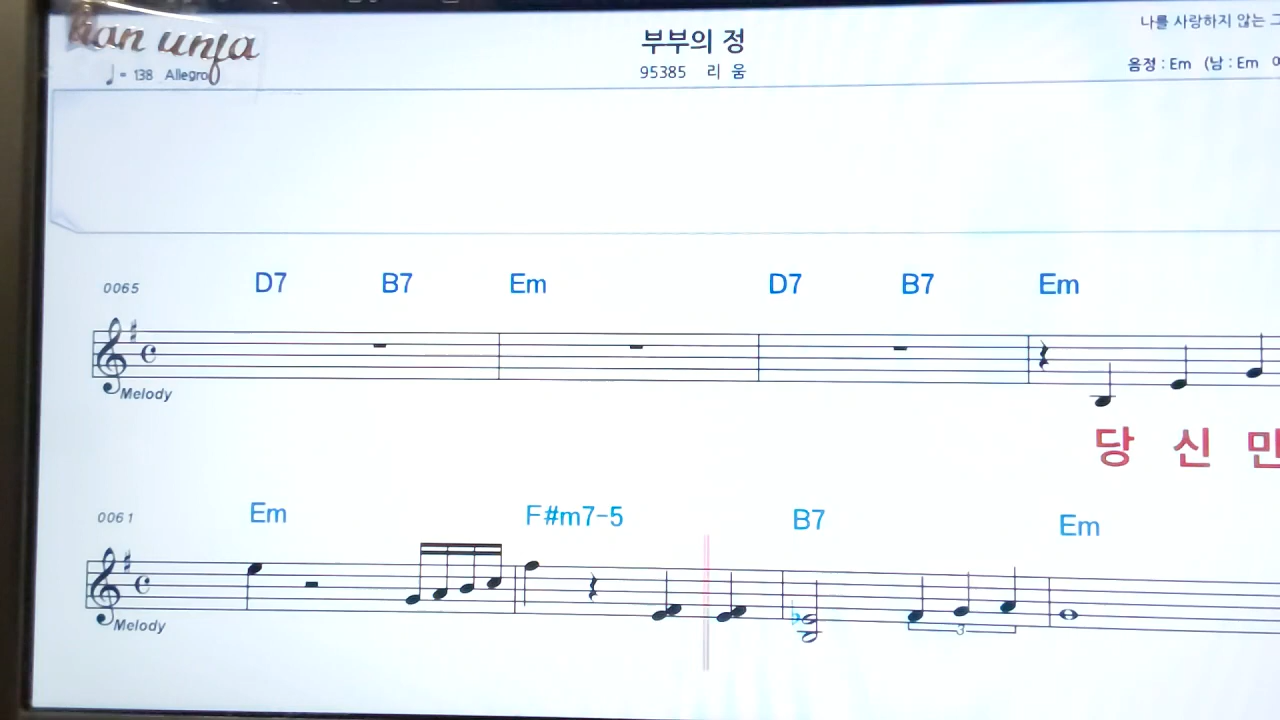 부부의 정
나를 사랑하지 않는
♩= 138 Allegro
95385 리 움
음정 : Em (남 : Em
0065 D7 B7 Em D7 B7 Em
Melody
당 신 만
0061 Em F#m7-5 B7 Em
Melody
3